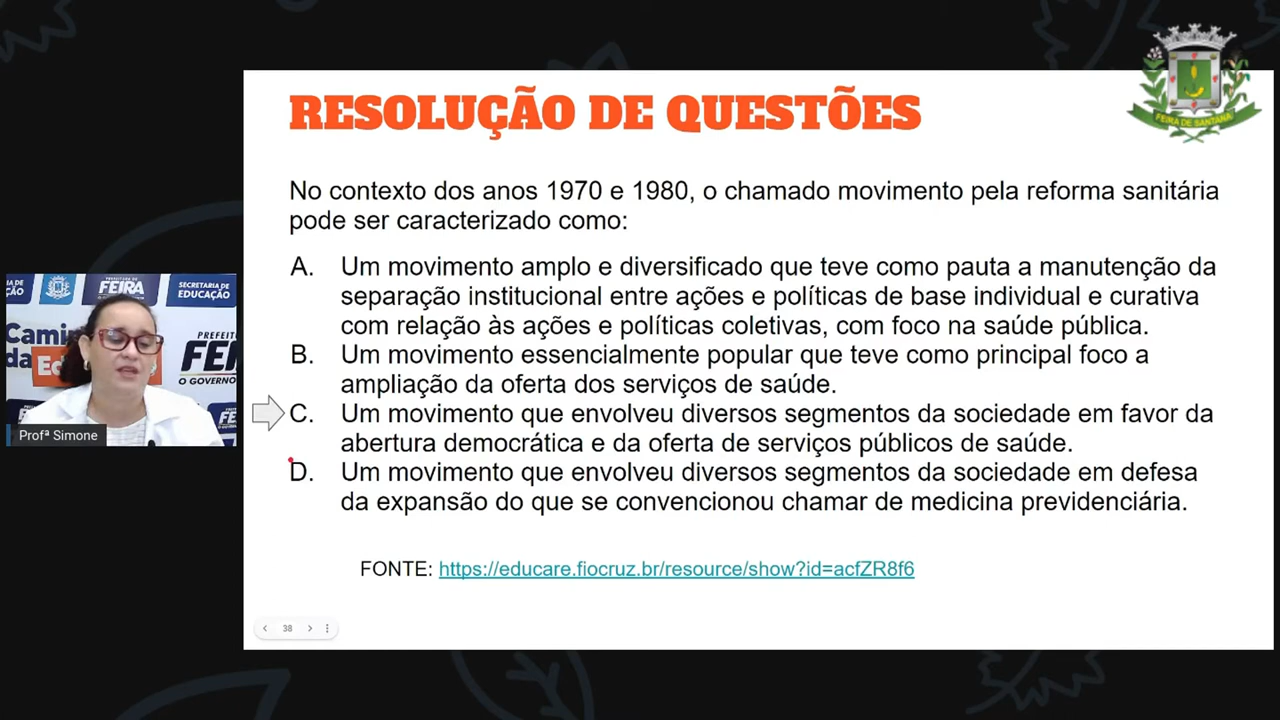 RESOLUÇÃO DE QUESTÕES
FEIRA DE SANTANA
No contexto dos anos 1970 e 1980, o chamado movimento pela reforma sanitária
pode ser caracterizado como:
A. Um movimento amplo e diversificado que teve como pauta a manutenção da
separação institucional entre ações e políticas de base individual e curativa
com relação às ações e políticas coletivas, com foco na saúde pública.
B. Um movimento essencialmente popular que teve como principal foco a
ampliação da oferta dos serviços de saúde.
C. Um movimento que envolveu diversos segmentos da sociedade em favor da
abertura democrática e da oferta de serviços públicos de saúde.
D. Um movimento que envolveu diversos segmentos da sociedade em defesa
da expansão do que se convencionou chamar de medicina previdenciária.
FONTE: https://educare.fiocruz.br/resource/show?id=acfZR8f6
38
FEIRA
SECRETARIA DE
EDUCAÇÃO
PREFEI
FE
O GOVERNO
Profª Simone